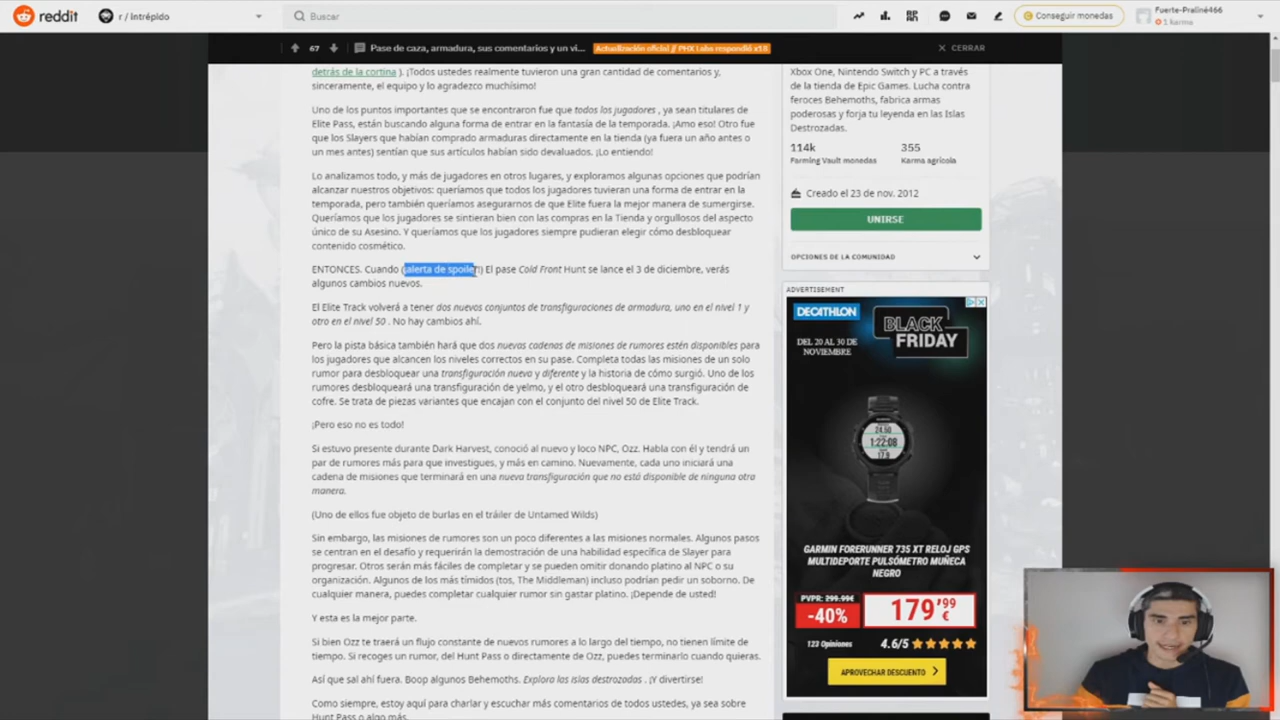 reddit
r / Intrépido
Buscar
Conseguir monedas
Fuerte-Praliné466
1 karma
67
Pase de caza, armadura, sus comentarios y un vi...
Actualización oficial // PHX Labs respondió x18
CERRAR
detrás de la cortina ). ¡Todos ustedes realmente tuvieron una gran cantidad de comentarios y,
sinceramente, el equipo y lo agradezco muchísimo!
Uno de los puntos importantes que se encontraron fue que todos los jugadores , ya sean titulares de
Elite Pass, están buscando alguna forma de entrar en la fantasía de la temporada. ¡Amo eso! Otro fue
que los Slayers que habían comprado armaduras directamente en la tienda (ya fuera un año antes o
un mes antes) sentían que sus artículos habían sido devaluados. ¡Lo entiendo!
Lo analizamos todo, y más de jugadores en otros lugares, y exploramos algunas opciones que podrían
alcanzar nuestros objetivos: queríamos que todos los jugadores tuvieran una forma de entrar en la
temporada, pero también queríamos asegurarnos de que Elite fuera la mejor manera de sumergirse.
Queríamos que los jugadores se sintieran bien con las compras en la Tienda y orgullosos del aspecto
único de su Asesino. Y queríamos que los jugadores siempre pudieran elegir cómo desbloquear
contenido cosmético.
ENTONCES. Cuando (¡alerta de spoiler!) El pase Cold Front Hunt se lance el 3 de diciembre, verás
algunos cambios nuevos.
El Elite Track volverá a tener dos nuevos conjuntos de transfiguraciones de armadura, uno en el nivel 1 y
otro en el nivel 50 . No hay cambios ahí.
Pero la pista básica también hará que dos nuevas cadenas de misiones de rumores estén disponibles para
los jugadores que alcancen los niveles correctos en su pase. Completa todas las misiones de un solo
rumor para desbloquear una transfiguración nueva y diferente y la historia de cómo surgió. Uno de los
rumores desbloqueará una transfiguración de yelmo, y el otro desbloqueará una transfiguración de
cofre. Se trata de piezas variantes que encajan con el conjunto del nivel 50 de Elite Track.
¡Pero eso no es todo!
Si estuvo presente durante Dark Harvest, conoció al nuevo y loco NPC, Ozz. Habla con él y tendrá un
par de rumores más para que investigues, y más en camino. Nuevamente, cada uno iniciará una
cadena de misiones que terminará en una nueva transfiguración que no está disponible de ninguna otra
manera.
(Uno de ellos fue objeto de burlas en el tráiler de Untamed Wilds)
Sin embargo, las misiones de rumores son un poco diferentes a las misiones normales. Algunos pasos
se centran en el desafío y requerirán la demostración de una habilidad específica de Slayer para
progresar. Otros serán más fáciles de completar y se pueden omitir donando platino al NPC o su
organización. Algunos de los más tímidos (tos, The Middleman) incluso podrían pedir un soborno. De
cualquier manera, puedes completar cualquier rumor sin gastar platino. ¡Depende de usted!
Y esta es la mejor parte.
Si bien Ozz te traerá un flujo constante de nuevos rumores a lo largo del tiempo, no tienen límite de
tiempo. Si recoges un rumor, del Hunt Pass o directamente de Ozz, puedes terminarlo cuando quieras.
Así que sal ahí fuera. Boop algunos Behemoths. Explora las islas destrozadas . ¡Y divertirse!
Como siempre, estoy aquí para charlar y escuchar más comentarios de todos ustedes, ya sea sobre
Hunt Pass o algo más.
Xbox One, Nintendo Switch y PC a través
de la tienda de Epic Games. Lucha contra
feroces Behemoths, fabrica armas
poderosas y forja tu leyenda en las Islas
Destrozadas.
114k
355
Farming Vault monedas
Karma agrícola
Creado el 23 de nov. 2012
UNIRSE
OPCIONES DE LA COMUNIDAD
ADVERTISEMENT
DECATHLON
BLACK
FRIDAY
DEL 20 AL 30 DE
NOVIEMBRE
1:22:08
GARMIN FORERUNNER 735 XT RELOJ GPS
MULTIDEPORTE PULSÓMETRO MUÑECA
NEGRO
PVPR: 299.99€
-40%
179'99 €
123 Opiniones
4.6/5
APROVECHAR DESCUENTO